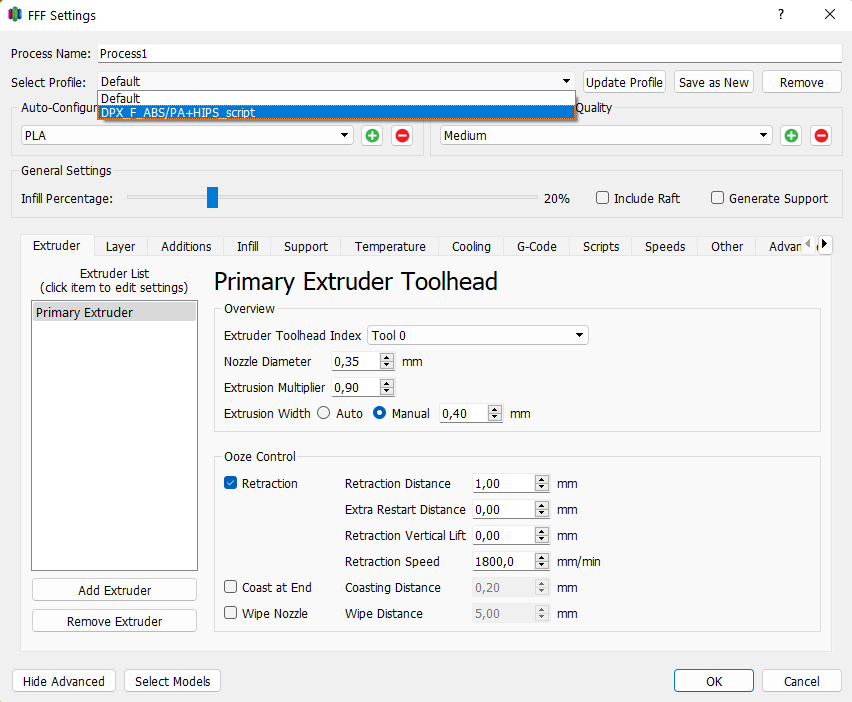 FFF Settings
?
Process Name: Process1
Select Profile: Default Update Profile Save as New Remove
Default
DPX_F_ABS/PA+HIPS_script
Auto-Configur Quality
PLA Medium
General Settings
Infill Percentage: 20% Include Raft Generate Support
Extruder Layer Additions Infill Support Temperature Cooling G-Code Scripts Speeds Other Advan
Extruder List
(click item to edit settings)
Primary Extruder
Add Extruder
Remove Extruder
Primary Extruder Toolhead
Overview
Extruder Toolhead Index Tool 0
Nozzle Diameter 0,35 mm
Extrusion Multiplier 0,90
Extrusion Width Auto Manual 0,40 mm
Ooze Control
Retraction Retraction Distance 1,00 mm
Extra Restart Distance 0,00 mm
Retraction Vertical Lift 0,00 mm
Retraction Speed 1800,0 mm/min
Coast at End Coasting Distance 0,20 mm
Wipe Nozzle Wipe Distance 5,00 mm
Hide Advanced Select Models OK Cancel